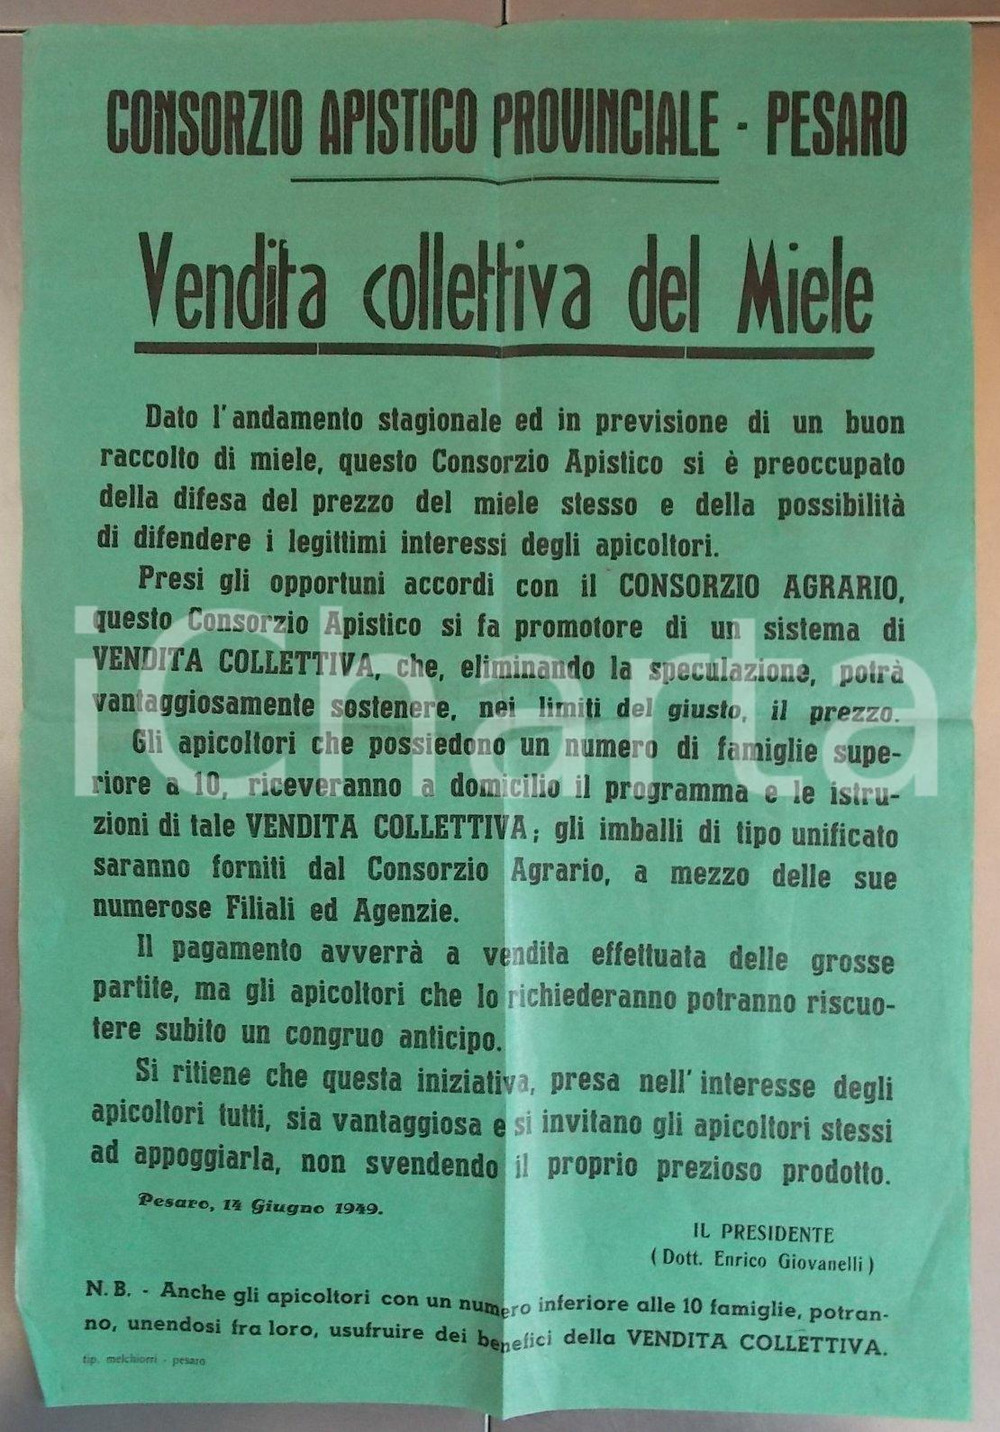 CONSORZIO APISTICO PROVINCIALE - PESARO
Vendita collettiva del Miele
Dato l'andamento stagionale ed in previsione di un buon
raccolto di miele, questo Consorzio Apistico si è preoccupato
della difesa del prezzo del miele stesso e della possibilità
di difendere i legittimi interessi degli apicoltori.
Presi gli opportuni accordi con il CONSORZIO AGRARIO,
questo Consorzio Apistico si fa promotore di un sistema di
VENDITA COLLETTIVA, che, eliminando la speculazione, potrà
vantaggiosamente sostenere, nei limiti del giusto, il prezzo.
Gli apicoltori che possiedono un numero di famiglie supe-
riore a 10, riceveranno a domicilio il programma e le istru-
zioni di tale VENDITA COLLETTIVA; gli imballi di tipo unificato
saranno forniti dal Consorzio Agrario, a mezzo delle sue
numerose Filiali ed Agenzie.
Il pagamento avverrà a vendita effettuata delle grosse
partite, ma gli apicoltori che lo richiederanno potranno riscuo-
tere subito un congruo anticipo.
Si ritiene che questa iniziativa, presa nell'interesse degli
apicoltori tutti, sia vantaggiosa e si invitano gli apicoltori stessi
ad appoggiarla, non svendendo il proprio prezioso prodotto.
Pesaro, 14 Giugno 1949.
IL PRESIDENTE
(Dott. Enrico Giovanelli)
N.B. - Anche gli apicoltori con un numero inferiore alle 10 famiglie, potran-
no, unendosi fra loro, usufruire dei benefici della VENDITA COLLETTIVA.
tip. melchiorri - pesaro
iCharta